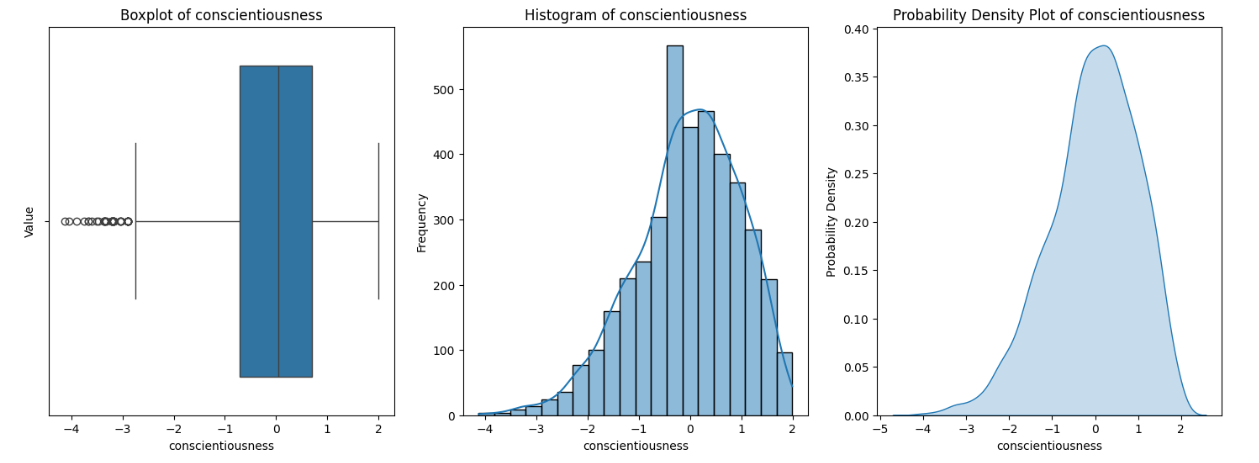 Boxplot of conscientiousness
Value
−4 −3 −2 −1 0 1 2
conscientiousness
Histogram of conscientiousness
Frequency
500
400
300
200
100
0
−4 −3 −2 −1 0 1 2
conscientiousness
Probability Density Plot of conscientiousness
Probability Density
0.40
0.35
0.30
0.25
0.20
0.15
0.10
0.05
0.00
−5 −4 −3 −2 −1 0 1 2
conscientiousness